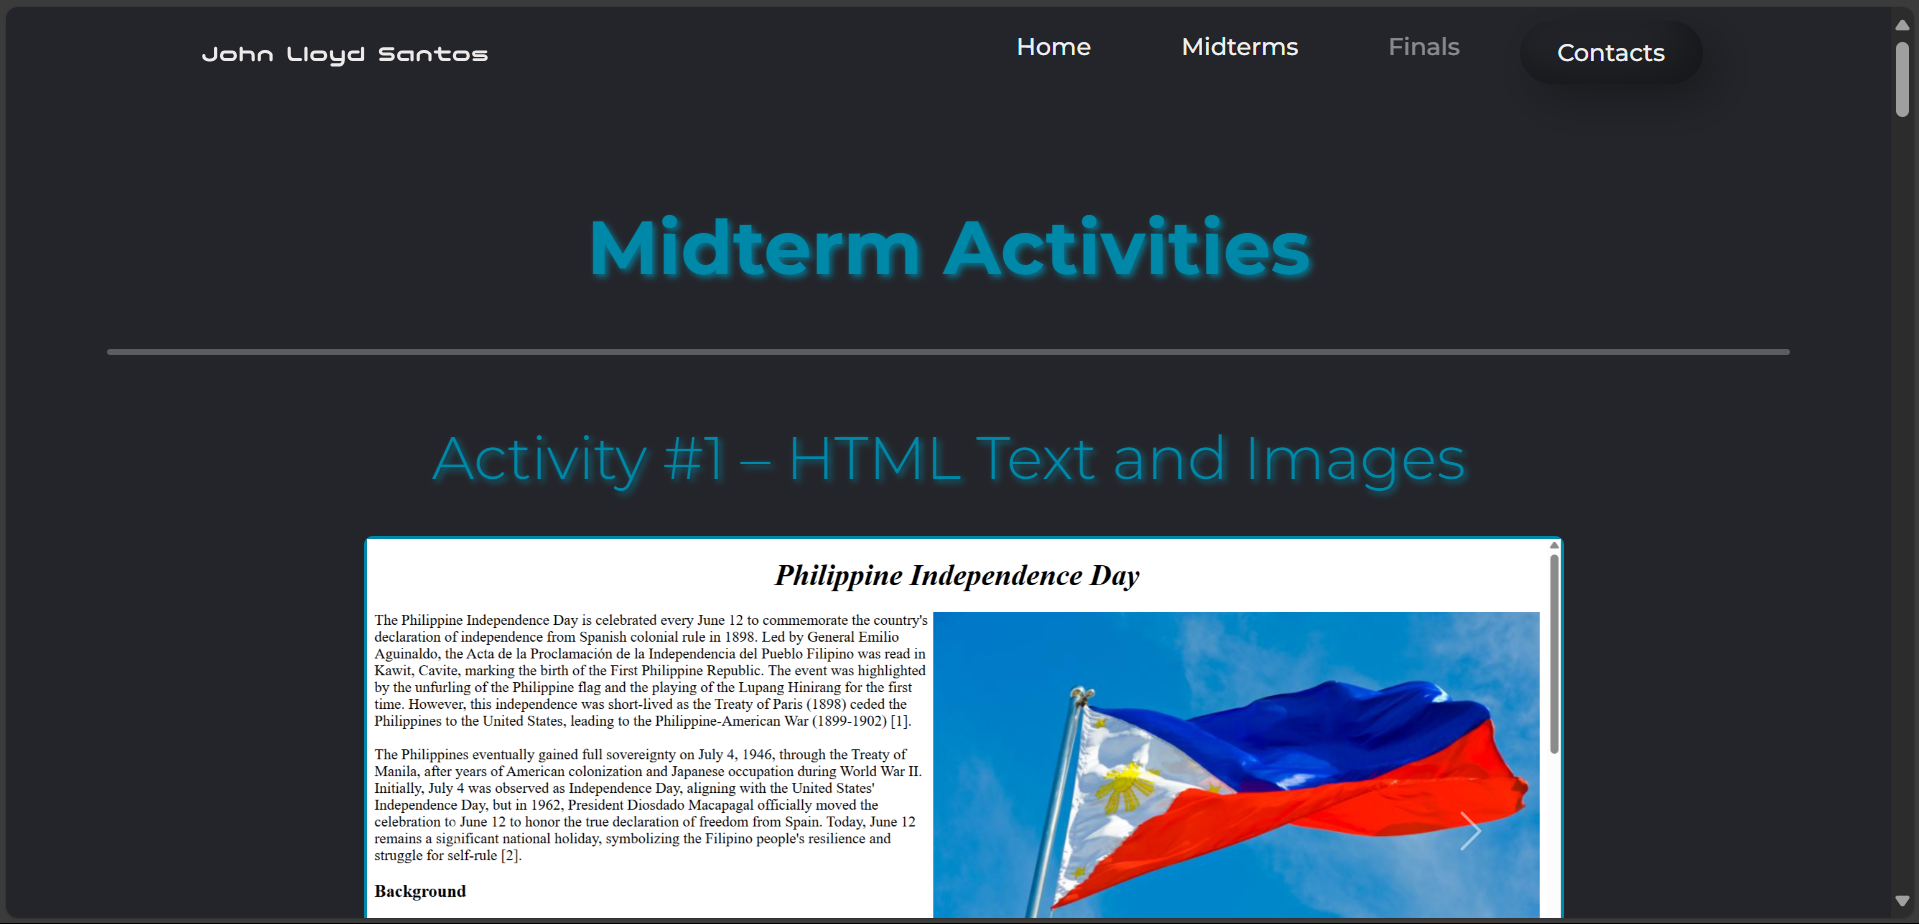 John Lloyd Santos
Home
Midterms
Finals
Contacts
Midterm Activities
Activity #1 – HTML Text and Images
Philippine Independence Day
The Philippine Independence Day is celebrated every June 12 to commemorate the country's
declaration of independence from Spanish colonial rule in 1898. Led by General Emilio
Aguinaldo, the Acta de la Proclamación de la Independencia del Pueblo Filipino was read in
Kawit, Cavite, marking the birth of the First Philippine Republic. The event was highlighted
by the unfurling of the Philippine flag and the playing of the Lupang Hinirang for the first
time. However, this independence was short-lived as the Treaty of Paris (1898) ceded the
Philippines to the United States, leading to the Philippine-American War (1899-1902) [1].
The Philippines eventually gained full sovereignty on July 4, 1946, through the Treaty of
Manila, after years of American colonization and Japanese occupation during World War II.
Initially, July 4 was observed as Independence Day, aligning with the United States'
Independence Day, but in 1962, President Diosdado Macapagal officially moved the
celebration to June 12 to honor the true declaration of freedom from Spain. Today, June 12
remains a significant national holiday, symbolizing the Filipino people's resilience and
struggle for self-rule [2].
Background